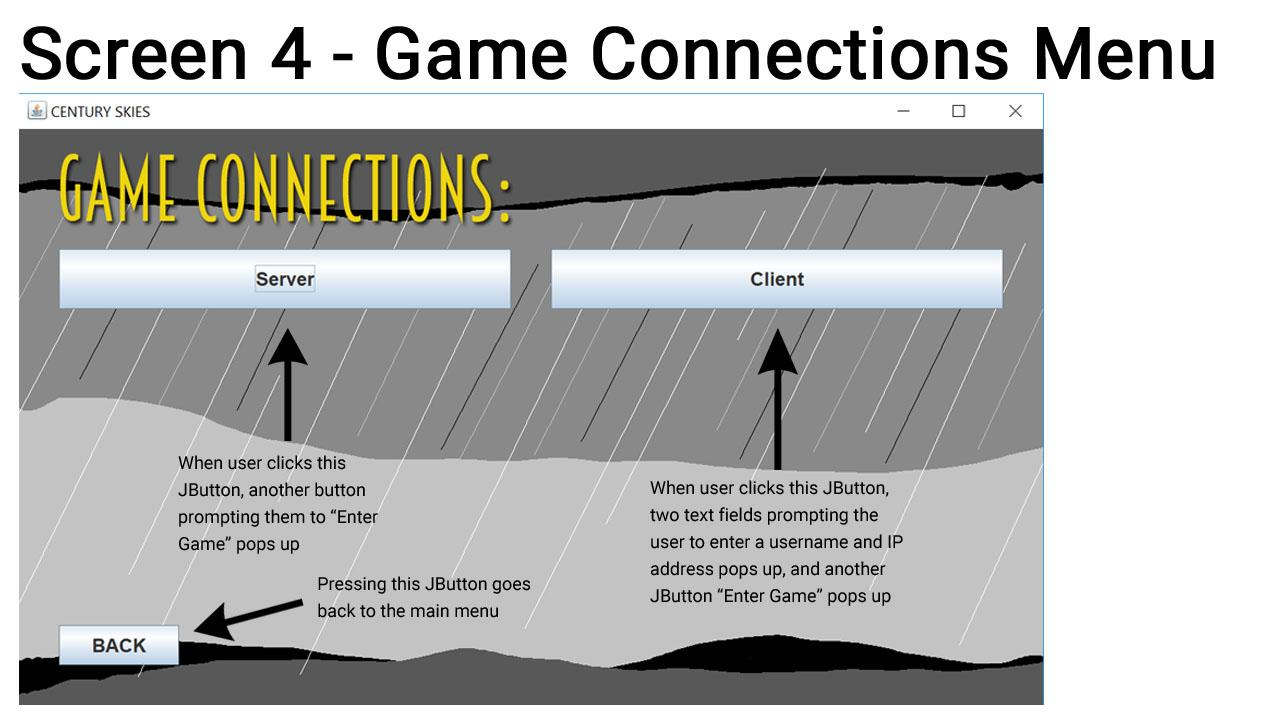 Screen 4 - Game Connections Menu
CENTURY SKIES
GAME CONNECTIONS:
Server
Client
When user clicks this
JButton, another button
prompting them to “Enter
Game” pops up
When user clicks this JButton,
two text fields prompting the
user to enter a username and IP
address pops up, and another
JButton “Enter Game” pops up
Pressing this JButton goes
back to the main menu
BACK